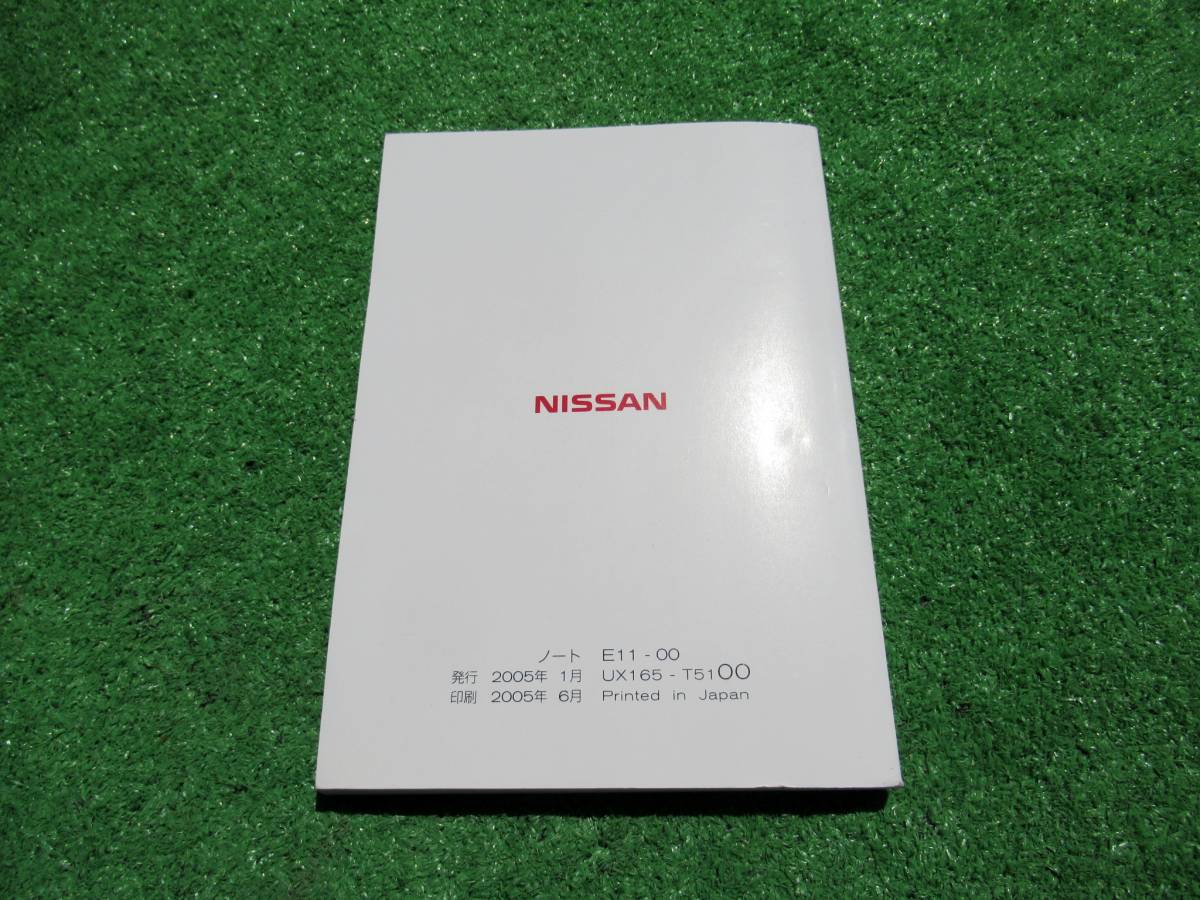 NISSAN
ノート E11 - 00
発行 2005年 1月 UX165 - T5100
印刷 2005年 6月 Printed in Japan